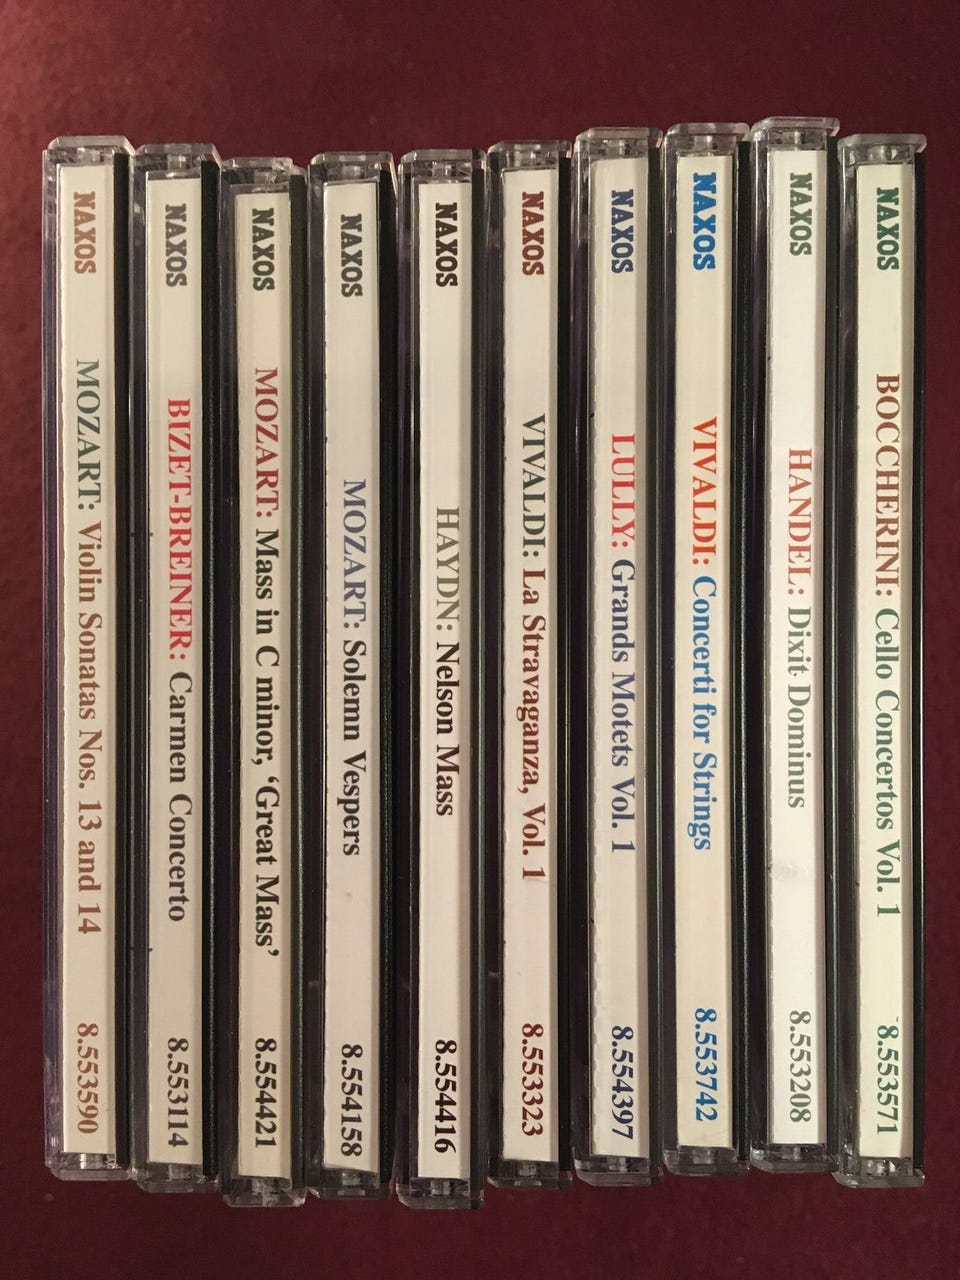 NAXOS MOZART: Violin Sonatas Nos. 13 and 14 8.553590
NAXOS BIZET-BREINER: Carmen Concerto 8.553114
NAXOS MOZART: Mass in C minor, ‘Great Mass’ 8.554421
NAXOS MOZART: Solemn Vespers 8.554158
NAXOS HAYDN: Nelson Mass 8.554416
NAXOS VIVALDI: La Stravaganza, Vol. 1 8.553323
NAXOS LULLY: Grands Motets Vol. 1 8.554397
NAXOS VIVALDI: Concerti for Strings 8.553742
NAXOS HANDEL: Dixit Dominus 8.553208
NAXOS BOCCHERINI: Cello Concertos Vol. 1 8.553571